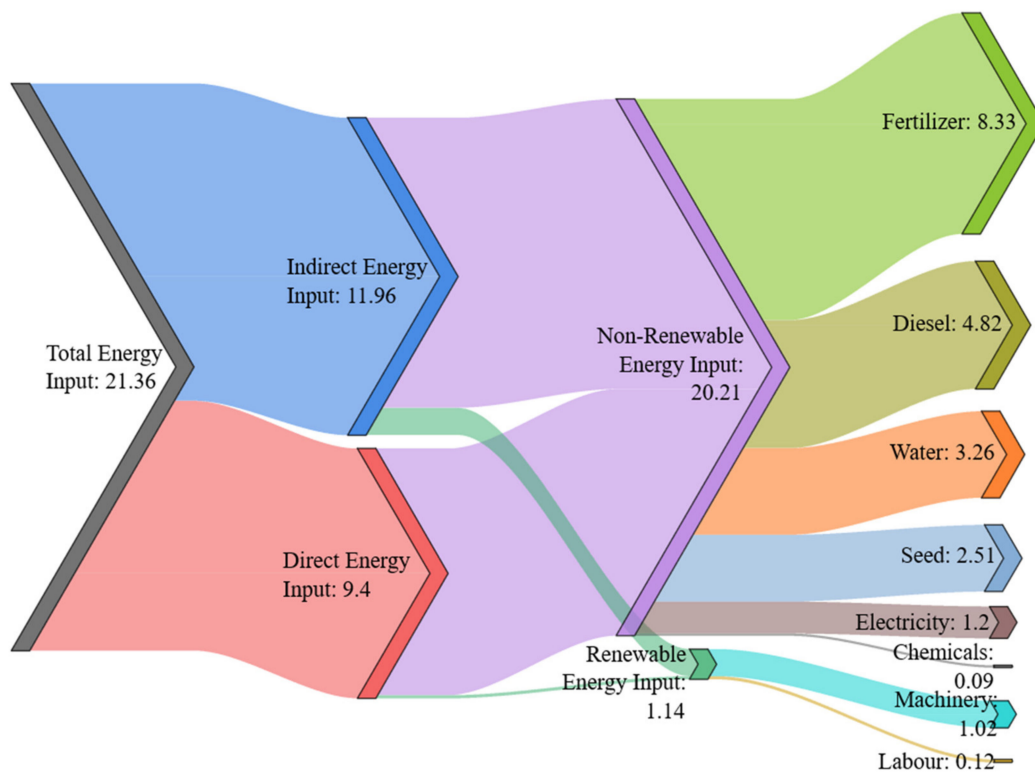 Total Energy
Input: 21.36
Indirect Energy
Input: 11.96
Direct Energy
Input: 9.4
Non-Renewable
Energy Input:
20.21
Renewable
Energy Input:
1.14
Fertilizer: 8.33
Diesel: 4.82
Water: 3.26
Seed: 2.51
Electricity: 1.2
Chemicals:
0.09
Machinery:
1.02
Labour: 0.12